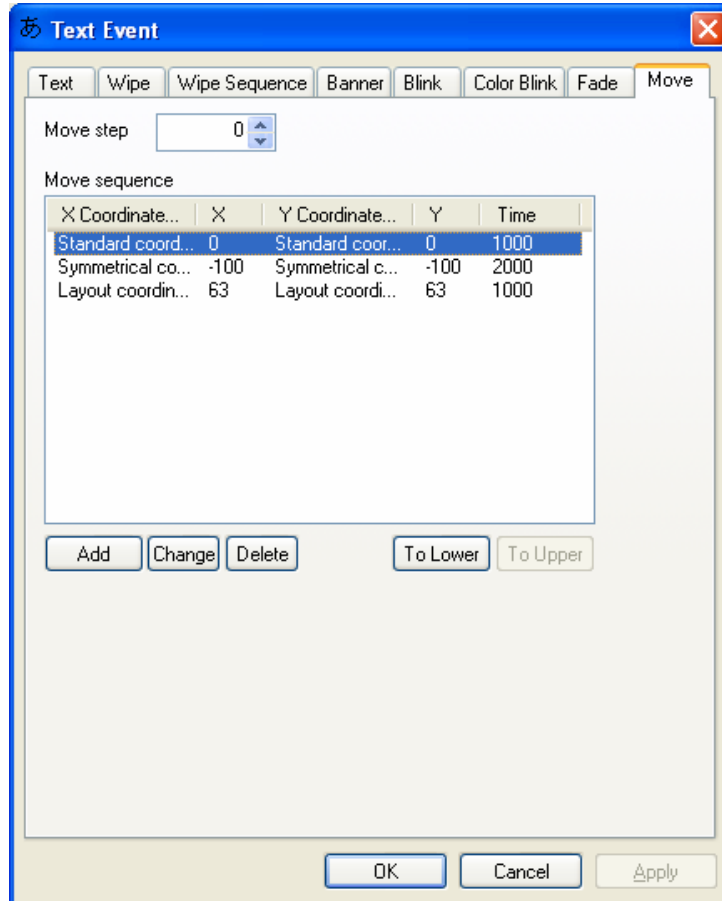 あ Text Event
Text Wipe Wipe Sequence Banner Blink Color Blink Fade Move
Move step 0
Move sequence
X Coordinate... X Y Coordinate... Y Time
Standard coord... 0 Standard coor... 0 1000
Symmetrical co... -100 Symmetrical c... -100 2000
Layout coordin... 63 Layout coordi... 63 1000
Add Change Delete To Lower To Upper
OK Cancel Apply